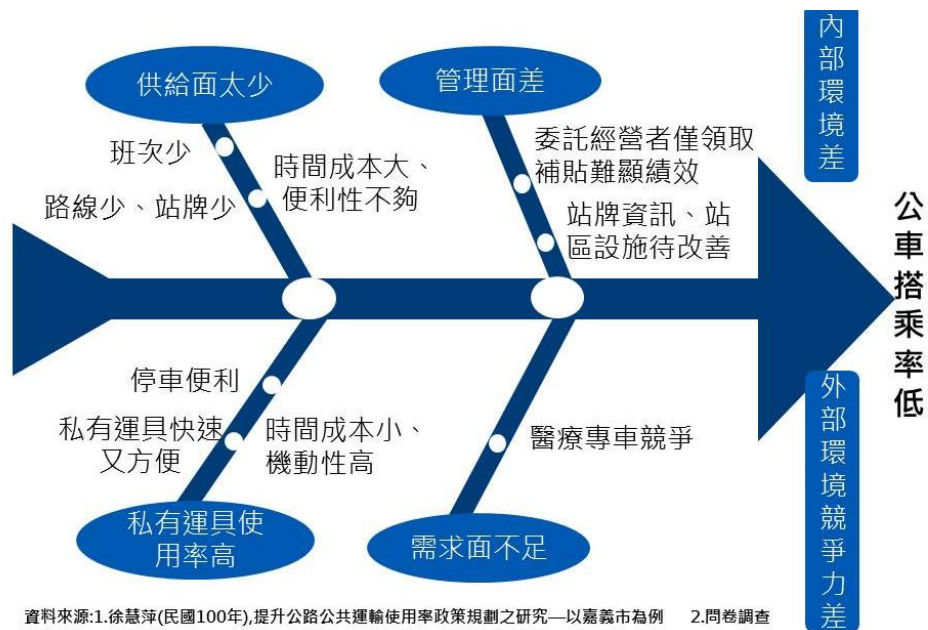 供給面太少
管理面差
內部環境差
班次少
路線少、站牌少
時間成本大、
便利性不夠
委託經營者僅領取
補貼難顯績效
站牌資訊、站
區設施待改善
公車搭乘率低
停車便利
私有運具快速
又方便
時間成本小、
機動性高
醫療專車競爭
私有運具使
用率高
需求面不足
外部環境競爭力差
資料來源:1.徐慧萍(民國100年),提升公路公共運輸使用率政策規劃之研究—以嘉義市為例 2.問卷調查